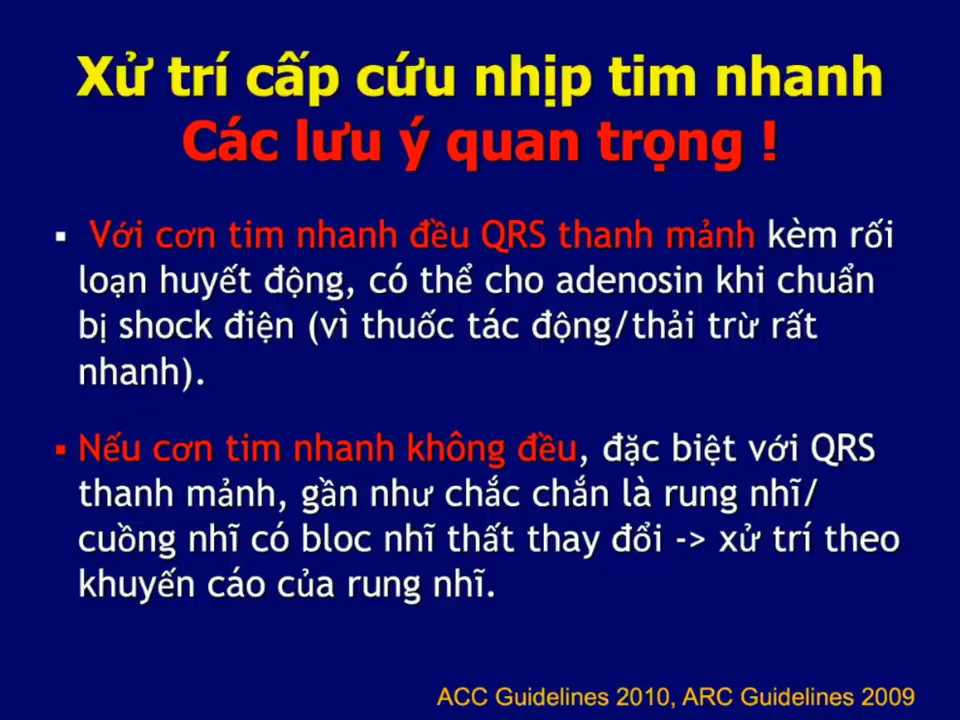 Xử trí cấp cứu nhịp tim nhanh
Các lưu ý quan trọng !
▪ Với cơn tim nhanh đều QRS thanh mảnh kèm rối
loạn huyết động, có thể cho adenosin khi chuẩn
bị shock điện (vì thuốc tác động/thải trừ rất
nhanh).
▪ Nếu cơn tim nhanh không đều, đặc biệt với QRS
thanh mảnh, gần như chắc chắn là rung nhĩ/
cuồng nhĩ có bloc nhĩ thất thay đổi -> xử trí theo
khuyến cáo của rung nhĩ.
ACC Guidelines 2010, ARC Guidelines 2009